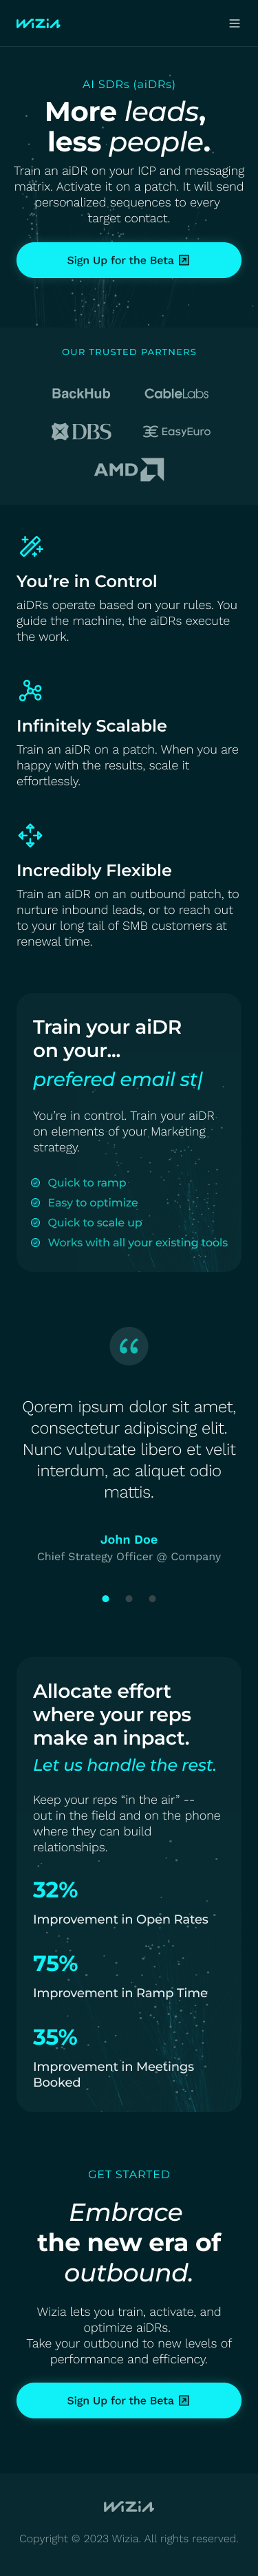 WIZIA
AI SDRs (aiDRs)
More leads,
less people.
Train an aiDR on your ICP and messaging
matrix. Activate it on a patch. It will send
personalized sequences to every
target contact.
Sign Up for the Beta
OUR TRUSTED PARTNERS
BackHub
CableLabs
DBS
EasyEuro
AMD
You're in Control
aiDRs operate based on your rules. You
guide the machine, the aiDRs execute
the work.
Infinitely Scalable
Train an aiDR on a patch. When you are
happy with the results, scale it
effortlessly.
Incredibly Flexible
Train an aiDR on an outbound patch, to
nurture inbound leads, or to reach out
to your long tail of SMB customers at
renewal time.
Train your aiDR
on your...
prefered email st|
You're in control. Train your aiDR
on elements of your Marketing
strategy.
Quick to ramp
Easy to optimize
Quick to scale up
Works with all your existing tools
Qorem ipsum dolor sit amet,
consectetur adipiscing elit.
Nunc vulputate libero et velit
interdum, ac aliquet odio
mattis.
John Doe
Chief Strategy Officer @ Company
Allocate effort
where your reps
make an inpact.
Let us handle the rest.
Keep your reps “in the air” --
out in the field and on the phone
where they can build
relationships.
32%
Improvement in Open Rates
75%
Improvement in Ramp Time
35%
Improvement in Meetings
Booked
GET STARTED
Embrace
the new era of
outbound.
Wizia lets you train, activate, and
optimize aiDRs.
Take your outbound to new levels of
performance and efficiency.
Sign Up for the Beta
WIZIA
Copyright © 2023 Wizia. All rights reserved.